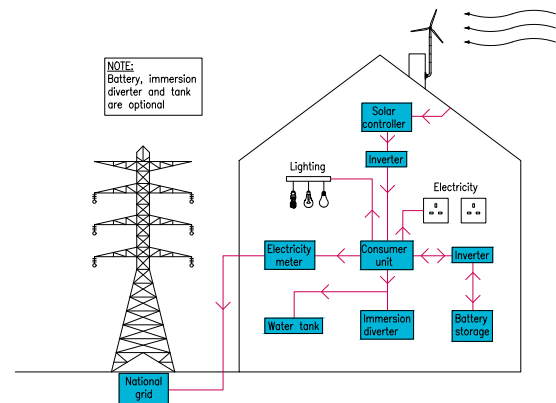 NOTE:
Battery, immersion
diverter and tank
are optional
Solar
controller
Inverter
Lighting
Electricity
Electricity
meter
Consumer
unit
Inverter
Water tank
Immersion
diverter
Battery
storage
National
grid